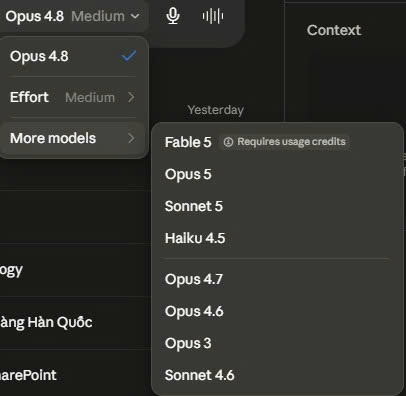 Opus 4.8 Medium
Context
Opus 4.8
Effort Medium
Yesterday
More models
Fable 5 Requires usage credits
Opus 5
Sonnet 5
Haiku 4.5
Opus 4.7
ogy
Opus 4.6
àng Hàn Quốc
Opus 3
arePoint
Sonnet 4.6